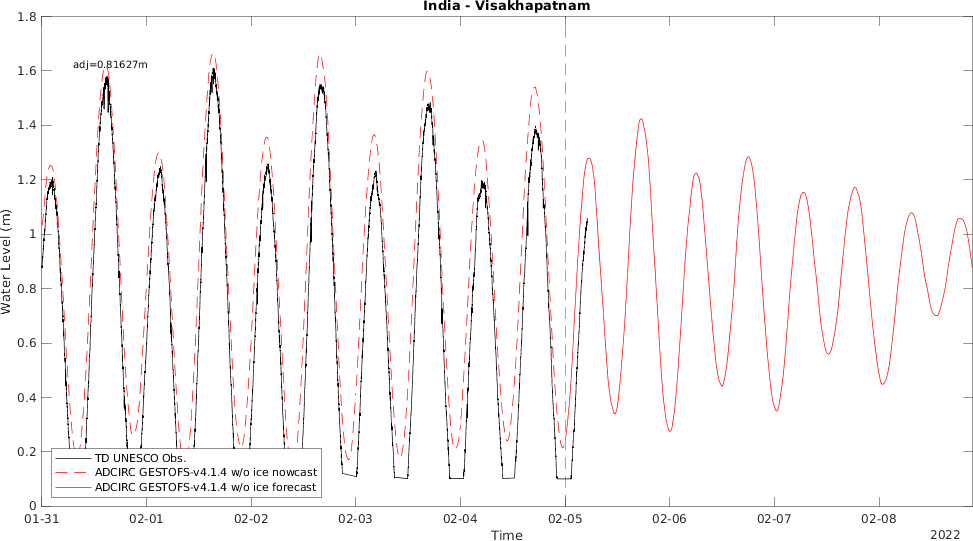 India - Visakhapatnam
1.8
1.6
1.4
1.2
1
0.8
0.6
0.4
0.2
0
Water Level (m)
adj=0.81627m
TD UNESCO Obs.
ADCIRC GESTOFS-v4.1.4 w/o ice nowcast
ADCIRC GESTOFS-v4.1.4 w/o ice forecast
01-31 02-01 02-02 02-03 02-04 02-05 02-06 02-07 02-08
Time
2022